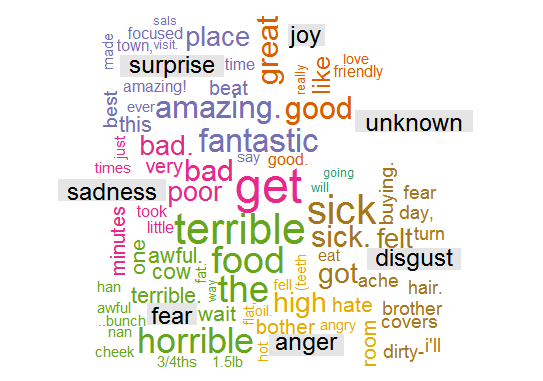 sals
made
focused
town,
visit.
place
great
joy
surprise
time
really
like
love
friendly
amazing!
beat
best
ever
this
amazing.
good
unknown
just
bad.
fantastic
say
good.
going
times
very
bad
get
will
buying.
sadness
poor
fear
day,
took
little
minutes
terrible
sick
sick.
felt
turn
one
awful.
cow
fat.
food
eat
disgust
got
ache
han
way
the
fell
(teeth
hair.
terrible.
high
hate
awful
..bunch
fear
wait
flat,
oil.
bother
angry
brother
covers
nan
horrible
hot
anger
room
i'll
cheek
3/4ths
1.5lb
dirty-